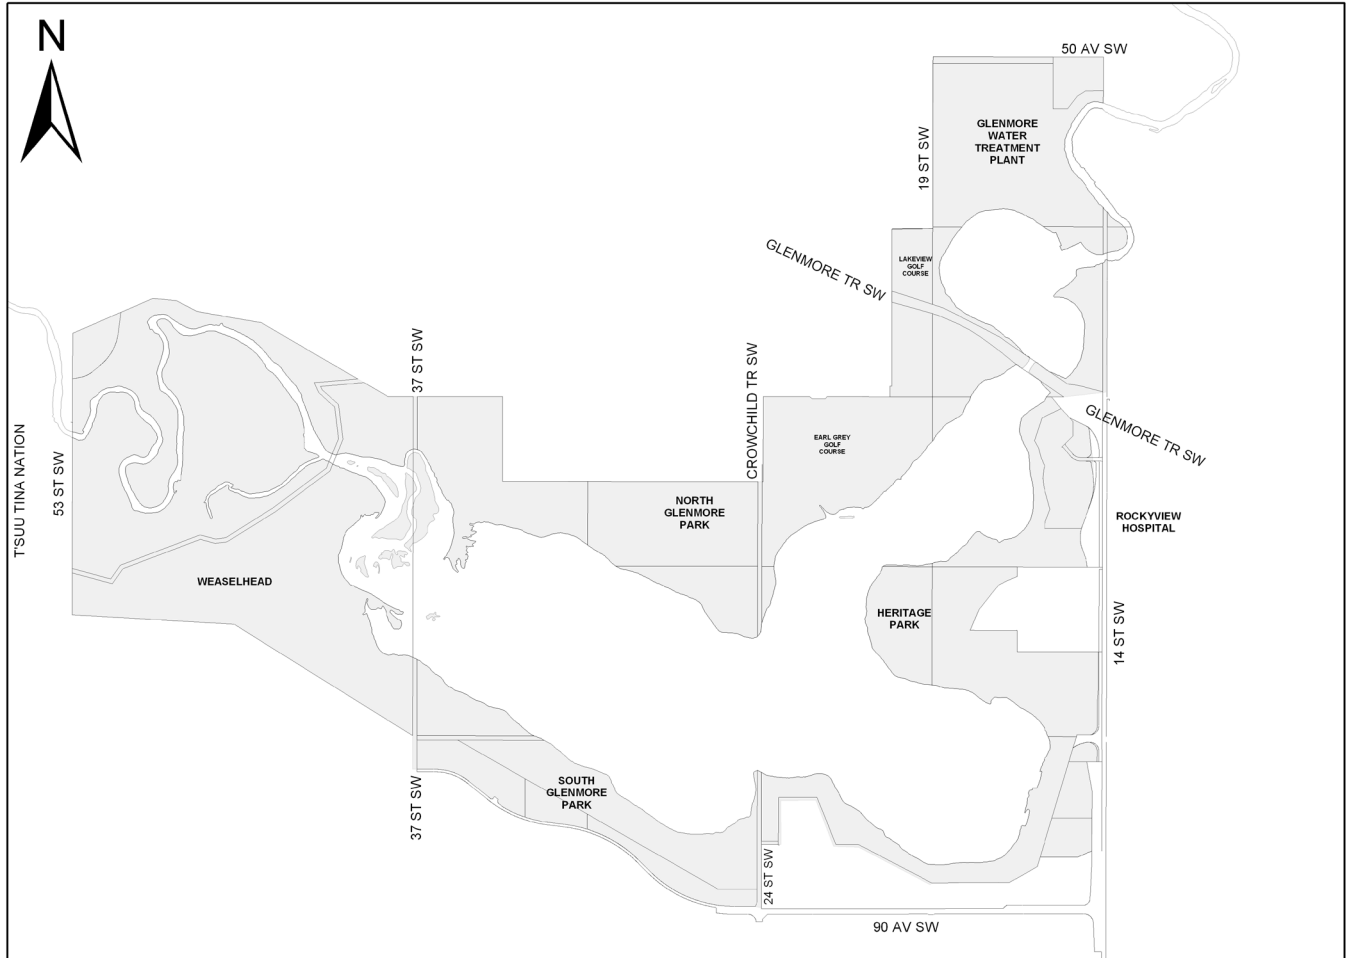 N
50 AV SW
GLENMORE
WATER
TREATMENT
PLANT
19 ST SW
GLENMORE TR SW
LAKEVIEW
GOLF
COURSE
37 ST SW
CROWCHILD TR SW
GLENMORE TR SW
T'SUU TINA NATION
53 ST SW
EARL GREY
GOLF
COURSE
NORTH
GLENMORE
PARK
ROCKYVIEW
HOSPITAL
WEASELHEAD
HERITAGE
PARK
14 ST SW
37 ST SW
SOUTH
GLENMORE
PARK
24 ST SW
90 AV SW